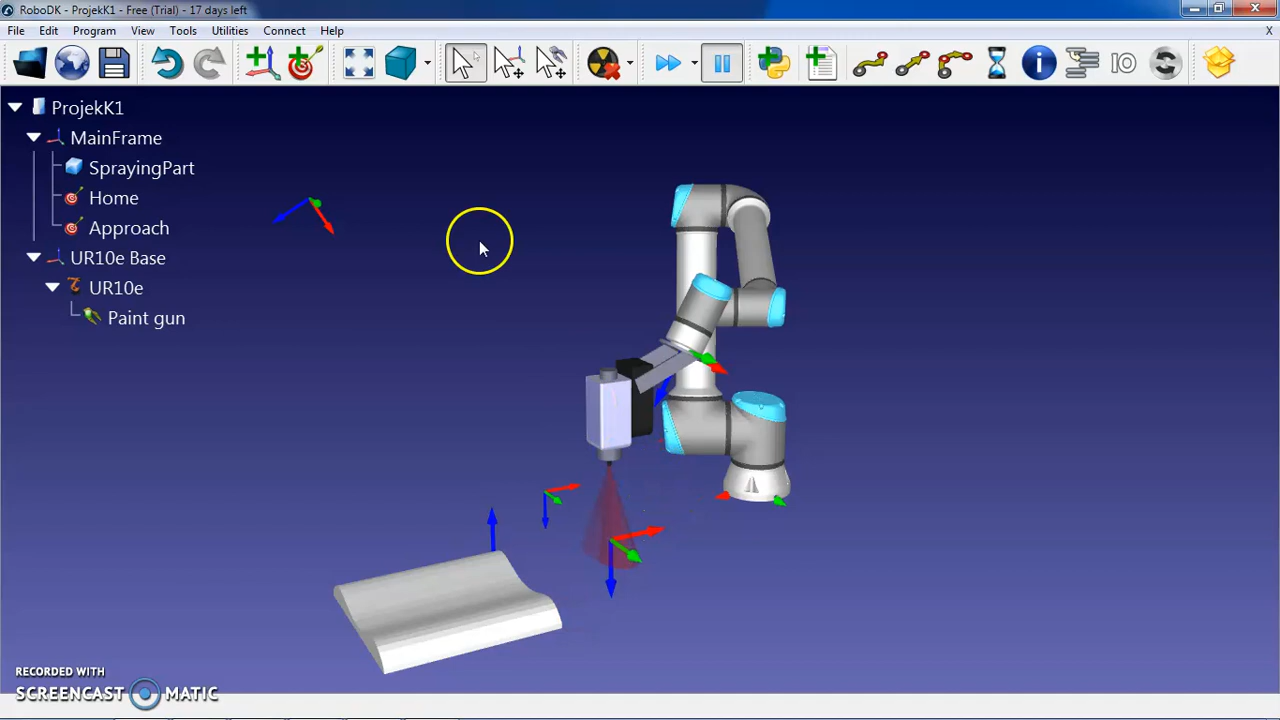 RoboDK - ProjekK1 - Free (Trial) - 17 days left
File Edit Program View Tools Utilities Connect Help X
ProjekK1
MainFrame
SprayingPart
Home
Approach
UR10e Base
UR10e
Paint gun
RECORDED WITH
SCREENCAST MATIC